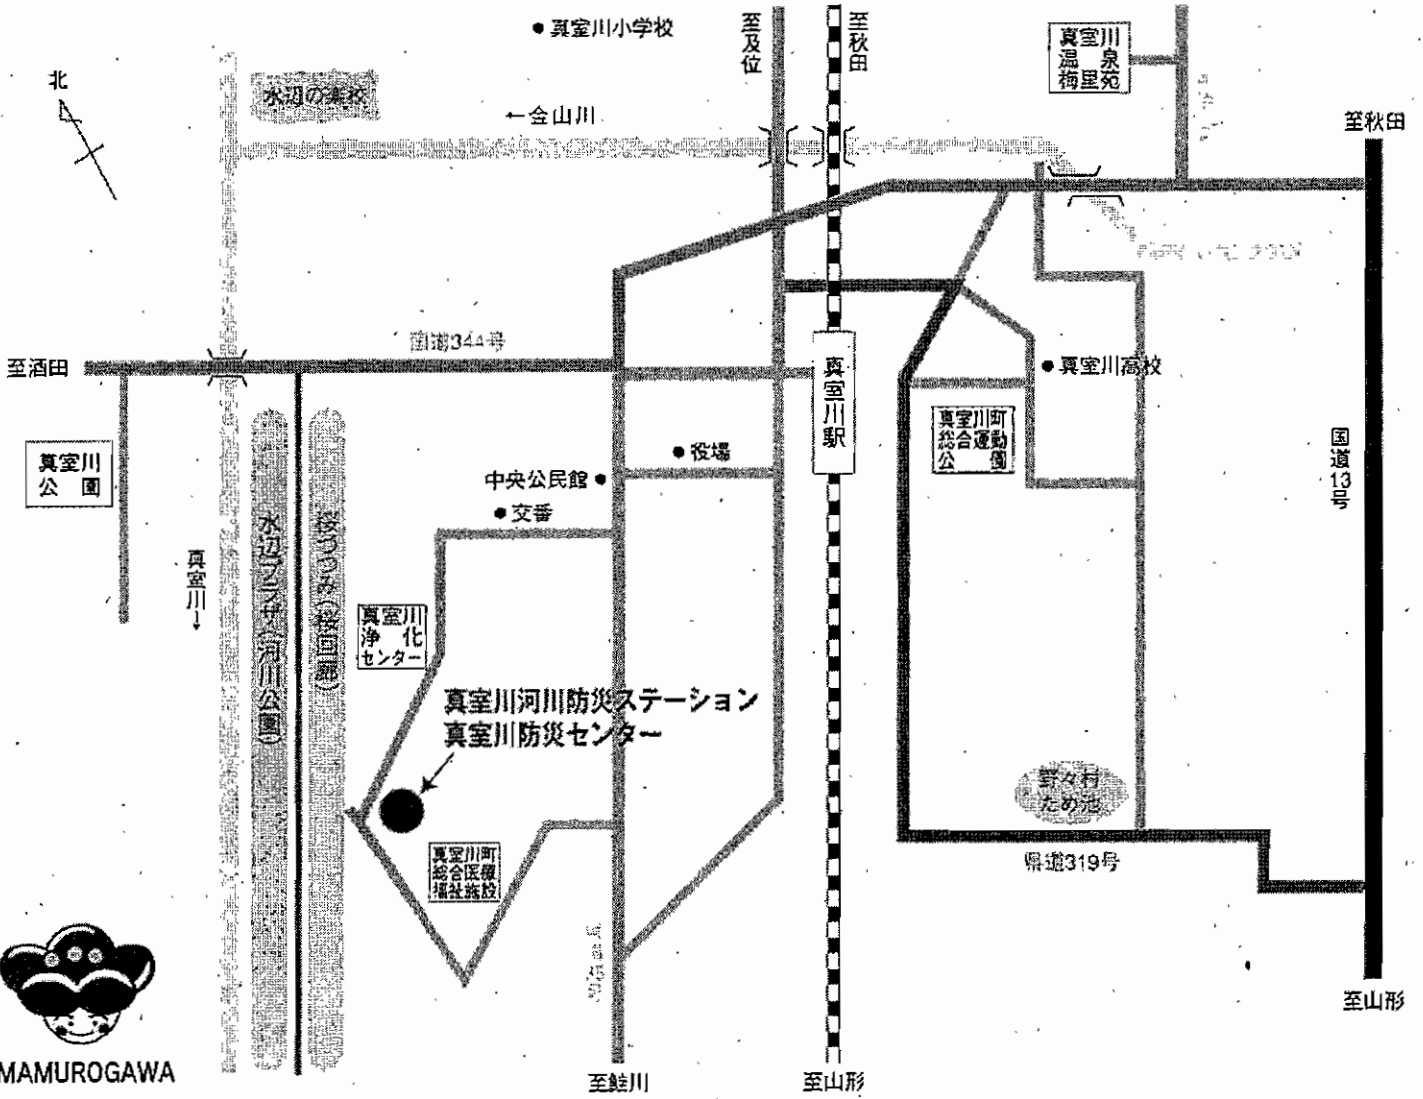 ●真室川小学校
至及位
至秋田
真室川
温泉
梅里苑
北
水辺の楽校
←金山川
至秋田
国道344号
至酒田
真室川駅
●真室川高校
真室川町
総合運動
公園
国道13号
真室川
公園
●役場
中央公民館●
●交番
水辺プラザ(河川公園)
桜づつみ(桜回廊)
真室川→
真室川
浄化
センター
真室川河川防災ステーション
真室川防災センター
野々村
ため池
県道319号
真室川町
総合医療
福祉施設
MAMUROGAWA
至鮭川
至山形
至山形